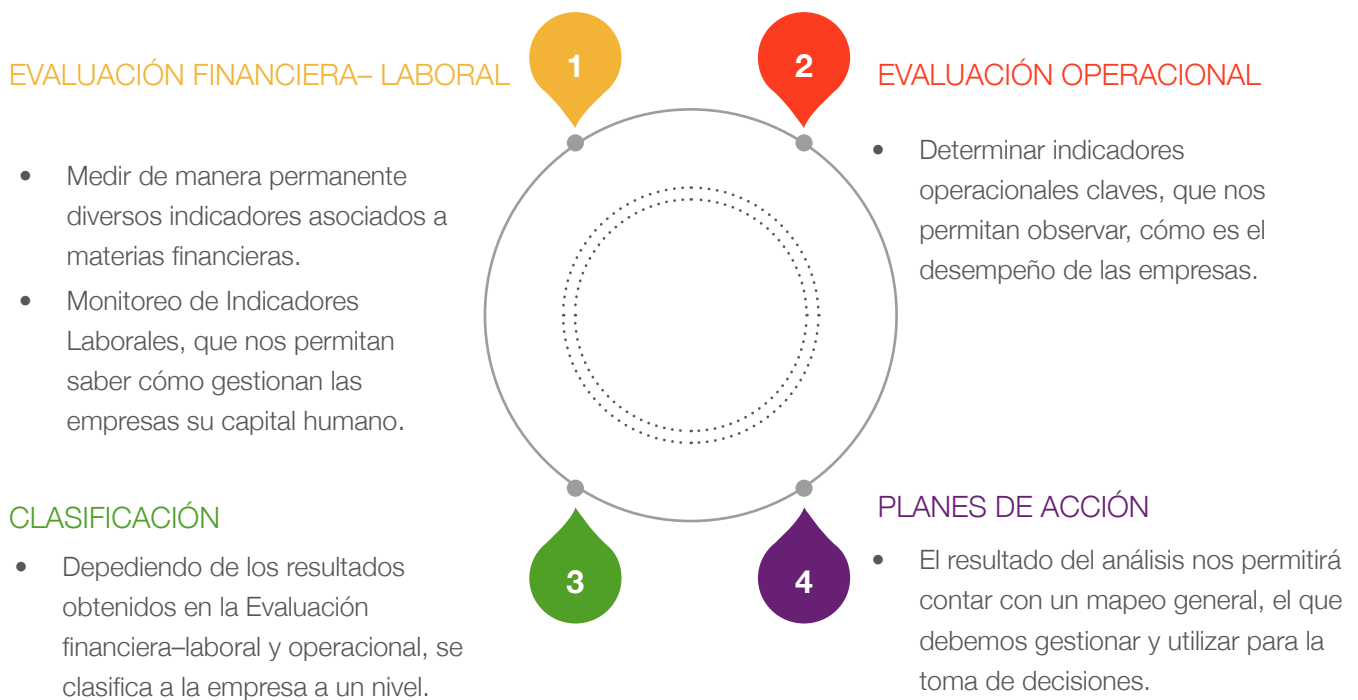 1
EVALUACIÓN FINANCIERA– LABORAL
• Medir de manera permanente
diversos indicadores asociados a
materias financieras.
• Monitoreo de Indicadores
Laborales, que nos permitan
saber cómo gestionan las
empresas su capital humano.
2
EVALUACIÓN OPERACIONAL
• Determinar indicadores
operacionales claves, que nos
permitan observar, cómo es el
desempeño de las empresas.
3
CLASIFICACIÓN
• Depediendo de los resultados
obtenidos en la Evaluación
financiera–laboral y operacional, se
clasifica a la empresa a un nivel.
4
PLANES DE ACCIÓN
• El resultado del análisis nos permitirá
contar con un mapeo general, el que
debemos gestionar y utilizar para la
toma de decisiones.